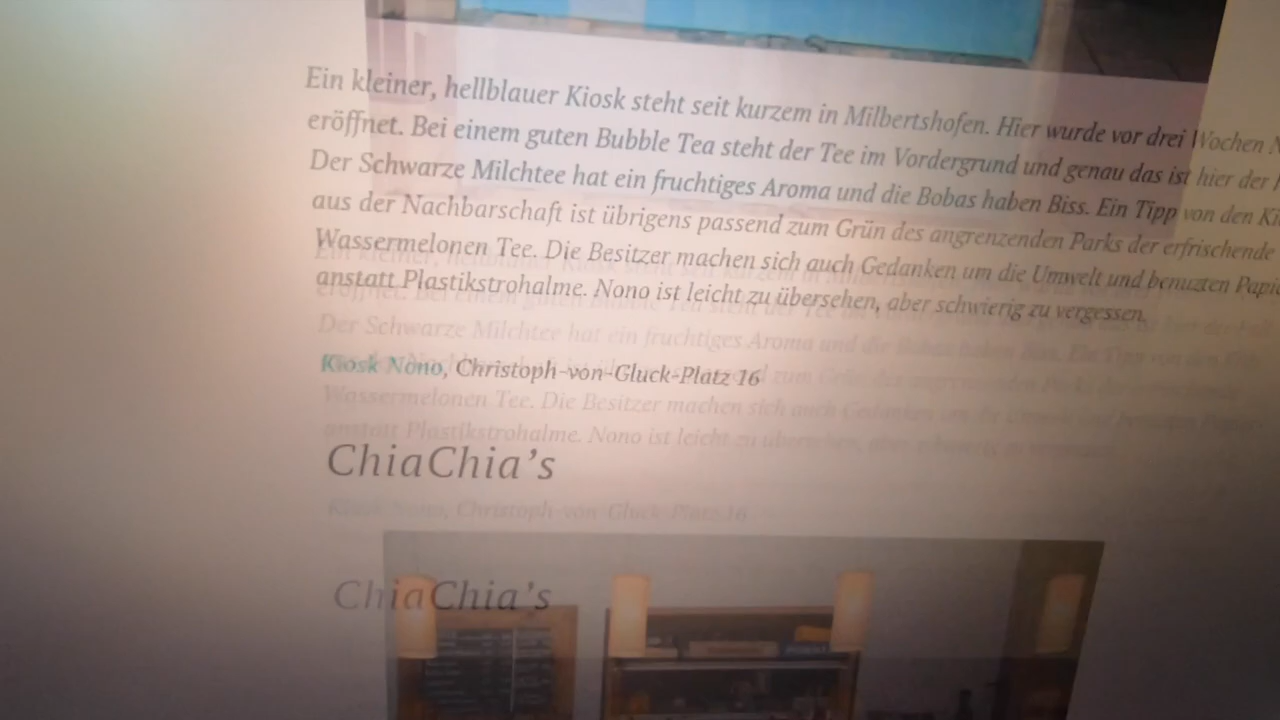 Ein kleiner, hellblauer Kiosk steht seit kurzem in Milbertshofen. Hier wurde vor drei Wochen
eröffnet. Bei einem guten Bubble Tea steht der Tee im Vordergrund und genau das ist hier der
Der Schwarze Milchtee hat ein fruchtiges Aroma und die Bobas haben Biss. Ein Tipp von den
aus der Nachbarschaft ist übrigens passend zum Grün des angrenzenden Parks der erfrischende
Wassermelonen Tee. Die Besitzer machen sich auch Gedanken um die Umwelt und benutzen
anstatt Plastikstrohalme. Nono ist leicht zu übersehen, aber schwierig zu vergessen.
Kiosk Nono, Christoph-von-Gluck-Platz 16
ChiaChia's